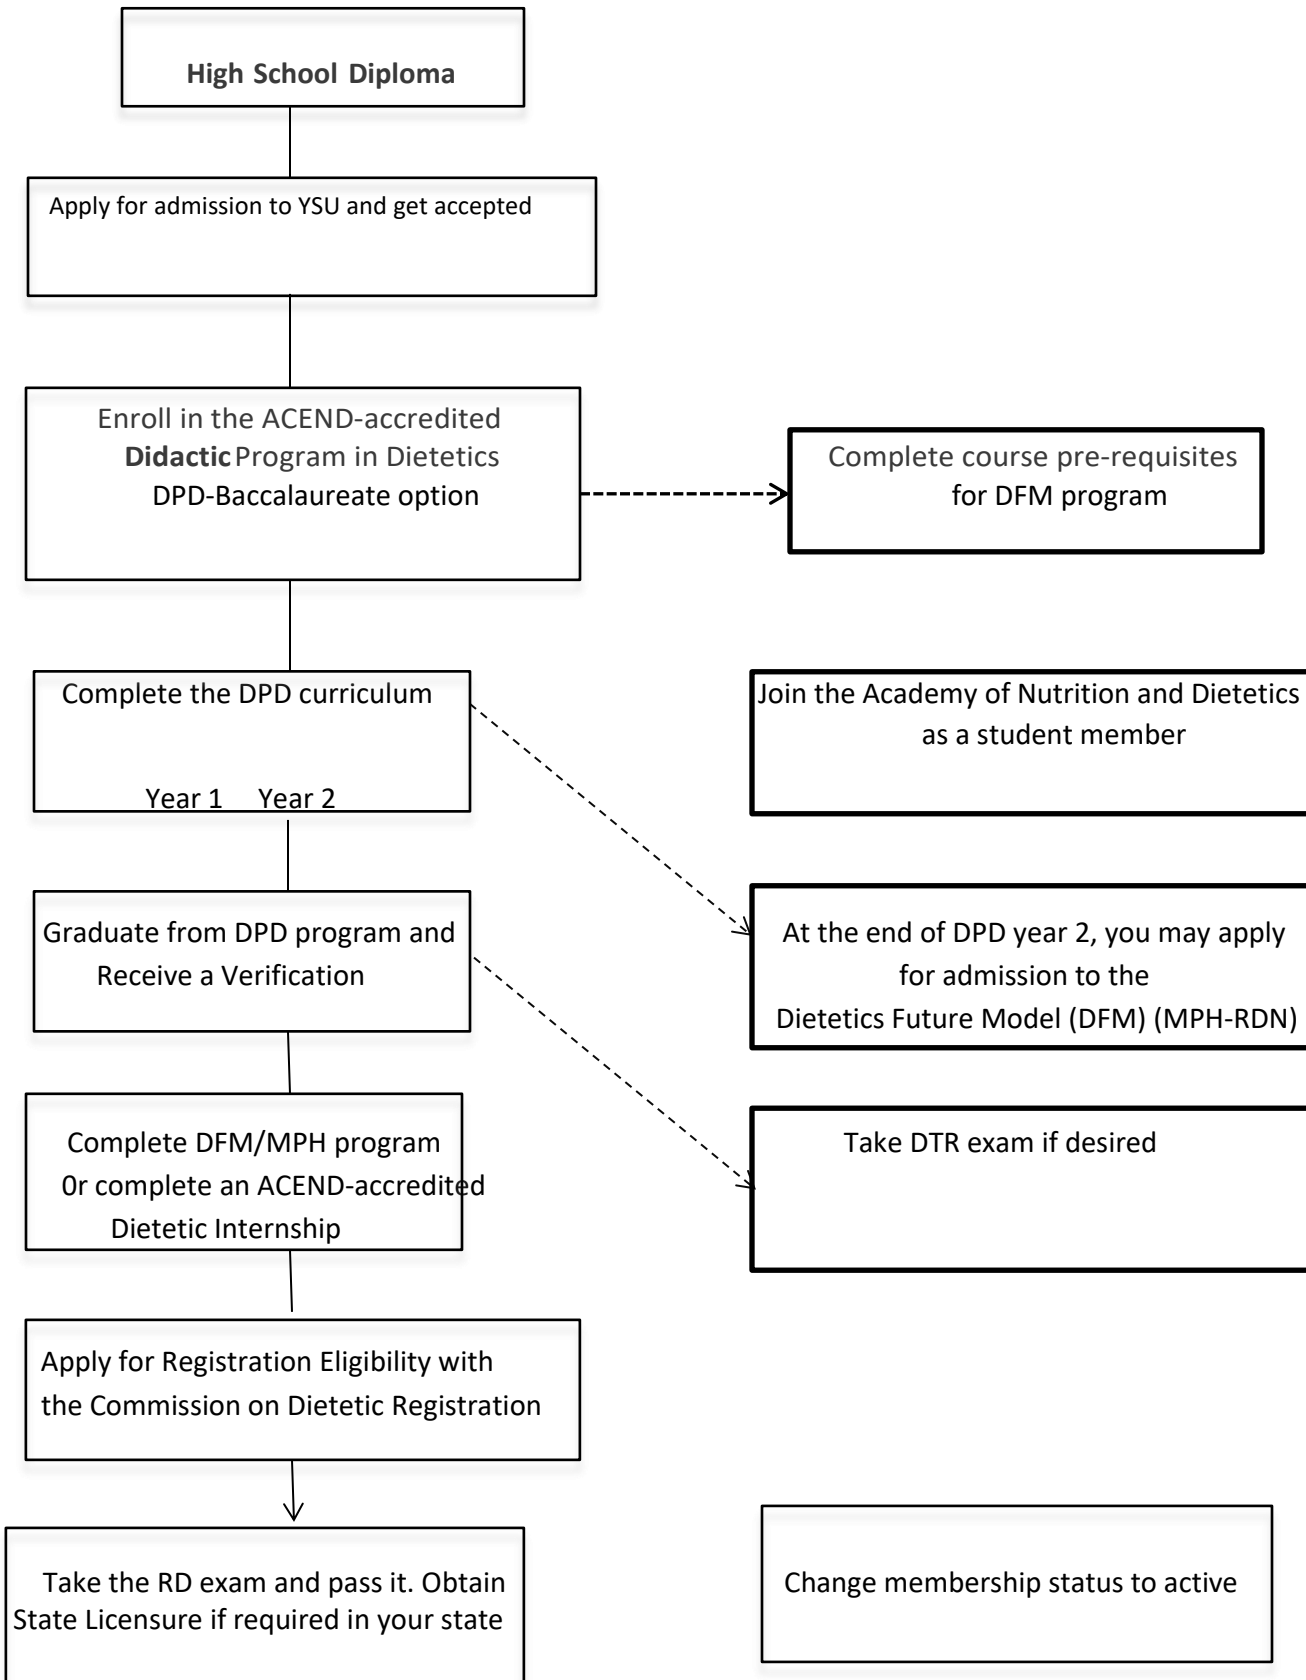 High School Diploma
Apply for admission to YSU and get accepted
Enroll in the ACEND-accredited
Didactic Program in Dietetics
DPD-Baccalaureate option
Complete course pre-requisites
for DFM program
Complete the DPD curriculum
Year 1 Year 2
Join the Academy of Nutrition and Dietetics
as a student member
Graduate from DPD program and
Receive a Verification
At the end of DPD year 2, you may apply
for admission to the
Dietetics Future Model (DFM) (MPH-RDN)
Complete DFM/MPH program
0r complete an ACEND-accredited
Dietetic Internship
Take DTR exam if desired
Apply for Registration Eligibility with
the Commission on Dietetic Registration
Take the RD exam and pass it. Obtain
State Licensure if required in your state
Change membership status to active